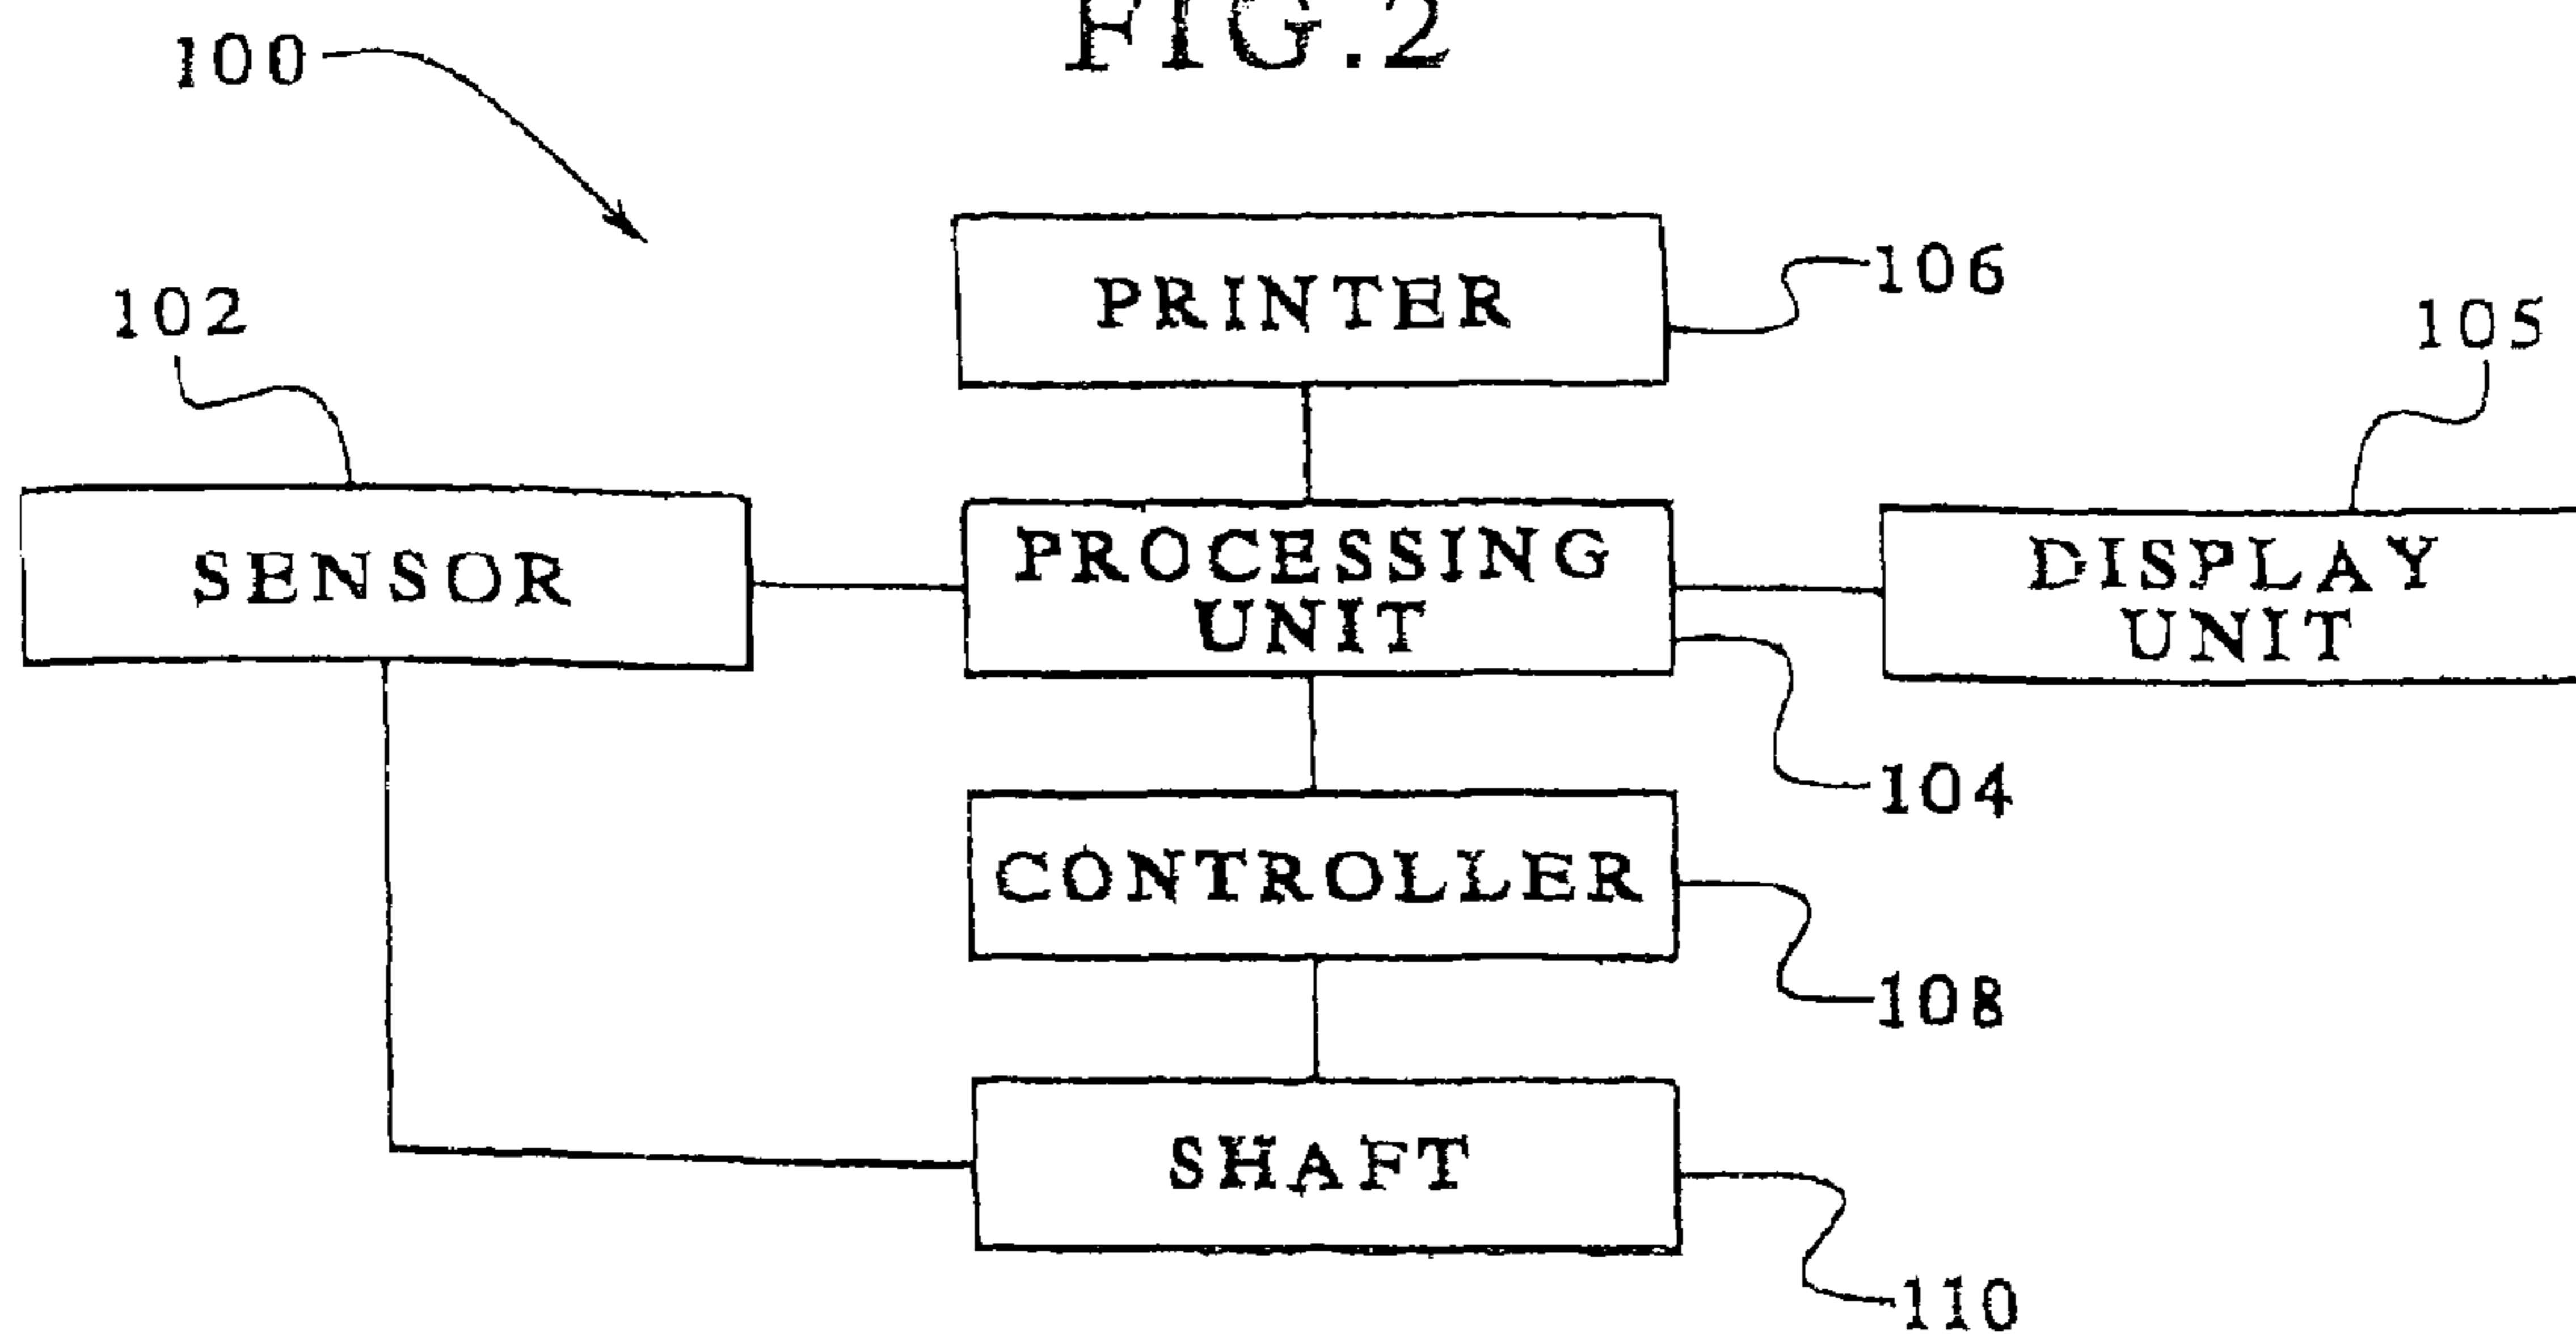 FIG.2
100
PRINTER
106
102
105
SENSOR
PROCESSING
UNIT
DISPLAY
UNIT
104
CONTROLLER
108
SHAFT
110